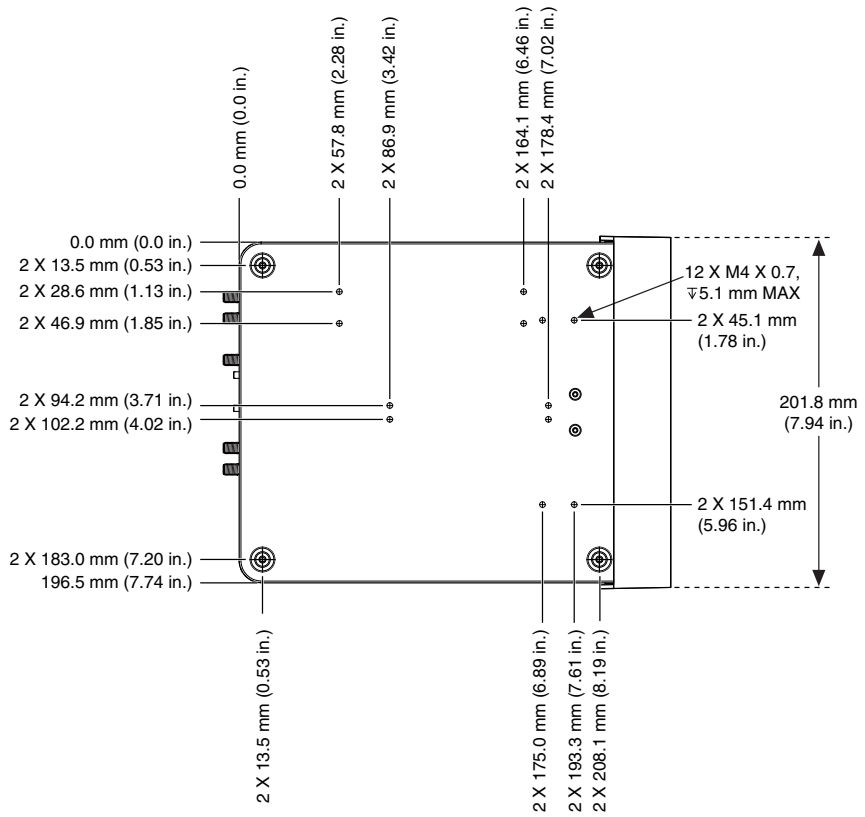 0.0 mm (0.0 in.)
2 X 57.8 mm (2.28 in.)
2 X 86.9 mm (3.42 in.)
2 X 164.1 mm (6.46 in.)
2 X 178.4 mm (7.02 in.)
0.0 mm (0.0 in.)
2 X 13.5 mm (0.53 in.)
2 X 28.6 mm (1.13 in.)
2 X 46.9 mm (1.85 in.)
2 X 94.2 mm (3.71 in.)
2 X 102.2 mm (4.02 in.)
2 X 183.0 mm (7.20 in.)
196.5 mm (7.74 in.)
12 X M4 X 0.7,
↧5.1 mm MAX
2 X 45.1 mm
(1.78 in.)
201.8 mm
(7.94 in.)
2 X 151.4 mm
(5.96 in.)
2 X 13.5 mm (0.53 in.)
2 X 175.0 mm (6.89 in.)
2 X 193.3 mm (7.61 in.)
2 X 208.1 mm (8.19 in.)